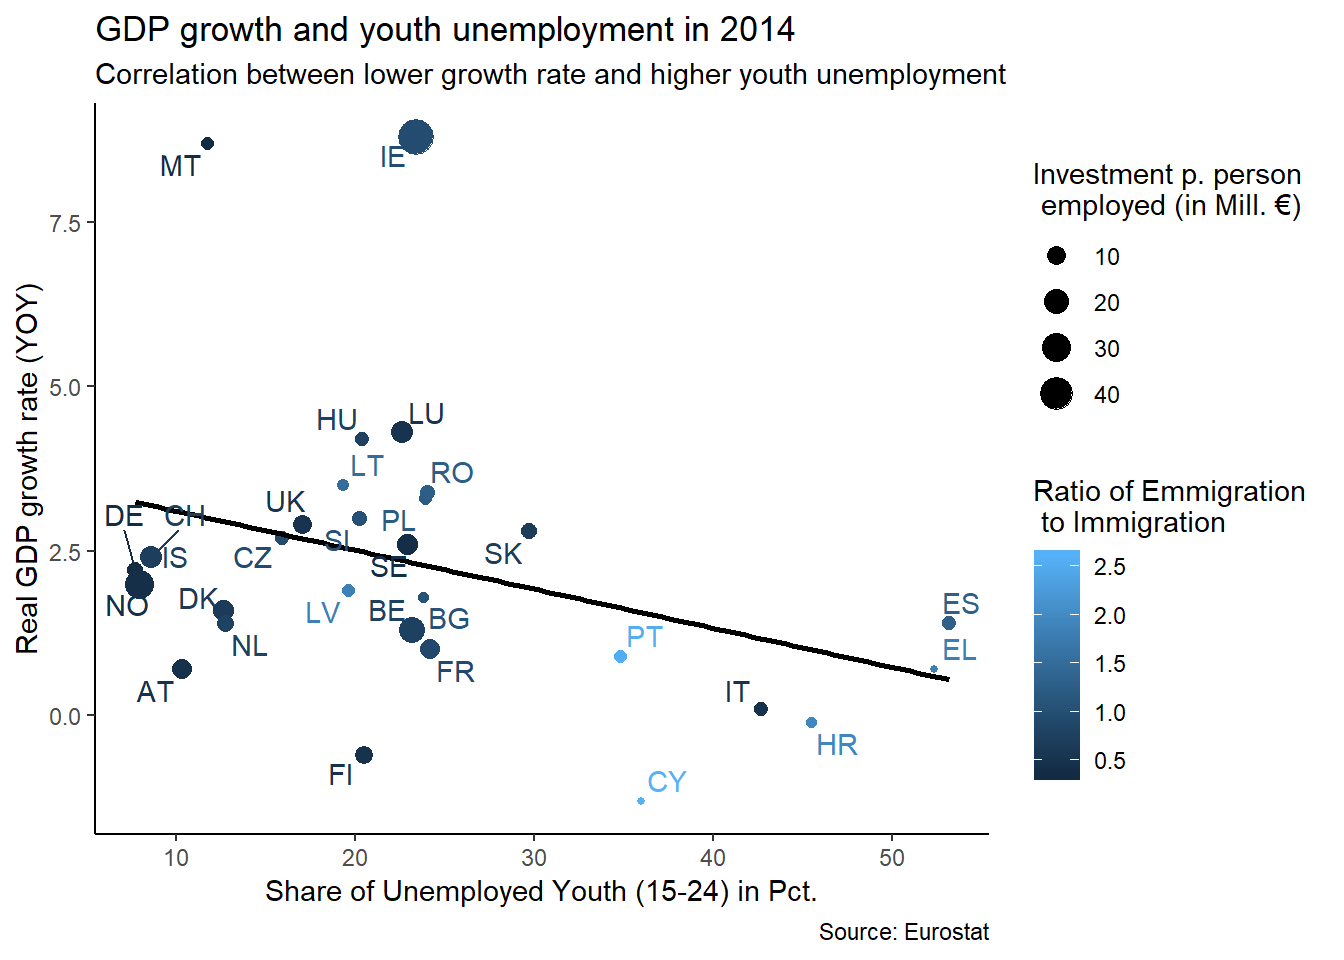 GDP growth and youth unemployment in 2014
Correlation between lower growth rate and higher youth unemployment
Real GDP growth rate (YOY)
7.5
5.0
2.5
0.0
MT
IE
HU
LU
LT
RO
UK
DE
CH
PL
SI
CZ
IS
SE
SK
NO
DK
LV
BE
BG
NL
FR
AT
FI
PT
ES
EL
IT
HR
CY
10
20
30
40
50
Share of Unemployed Youth (15-24) in Pct.
Source: Eurostat
Investment p. person
employed (in Mill. €)
10
20
30
40
Ratio of Emmigration
to Immigration
2.5
2.0
1.5
1.0
0.5